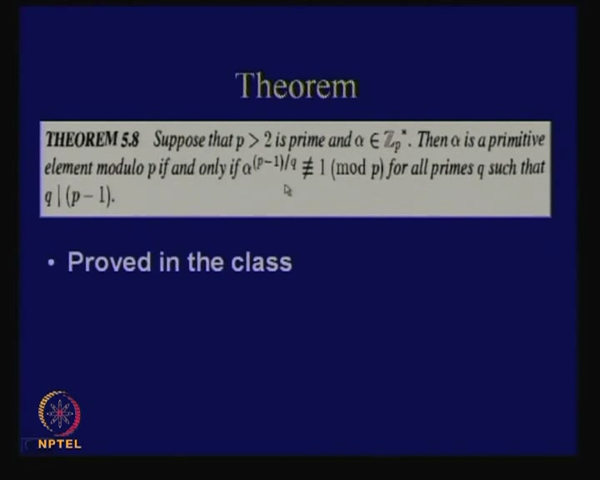 Theorem
THEOREM 5.8 Suppose that p > 2 is prime and α ∈ ℤₚ*. Then α is a primitive
element modulo p if and only if α^(p−1)/q ≢ 1 (mod p) for all primes q such that
q | (p − 1).
• Proved in the class
NPTEL